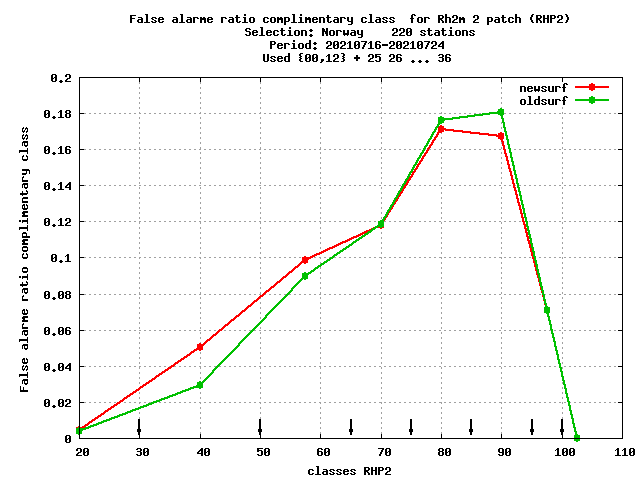 False alarme ratio complimentary class  for Rh2m 2 patch (RHP2)
Selection: Norway    220 stations
Period: 20210716-20210724
Used {00,12} + 25 26 ... 36
newsurf
oldsurf
False alarme ratio complimentary class
0.2
0.18
0.16
0.14
0.12
0.1
0.08
0.06
0.04
0.02
0
20 30 40 50 60 70 80 90 100 110
classes RHP2